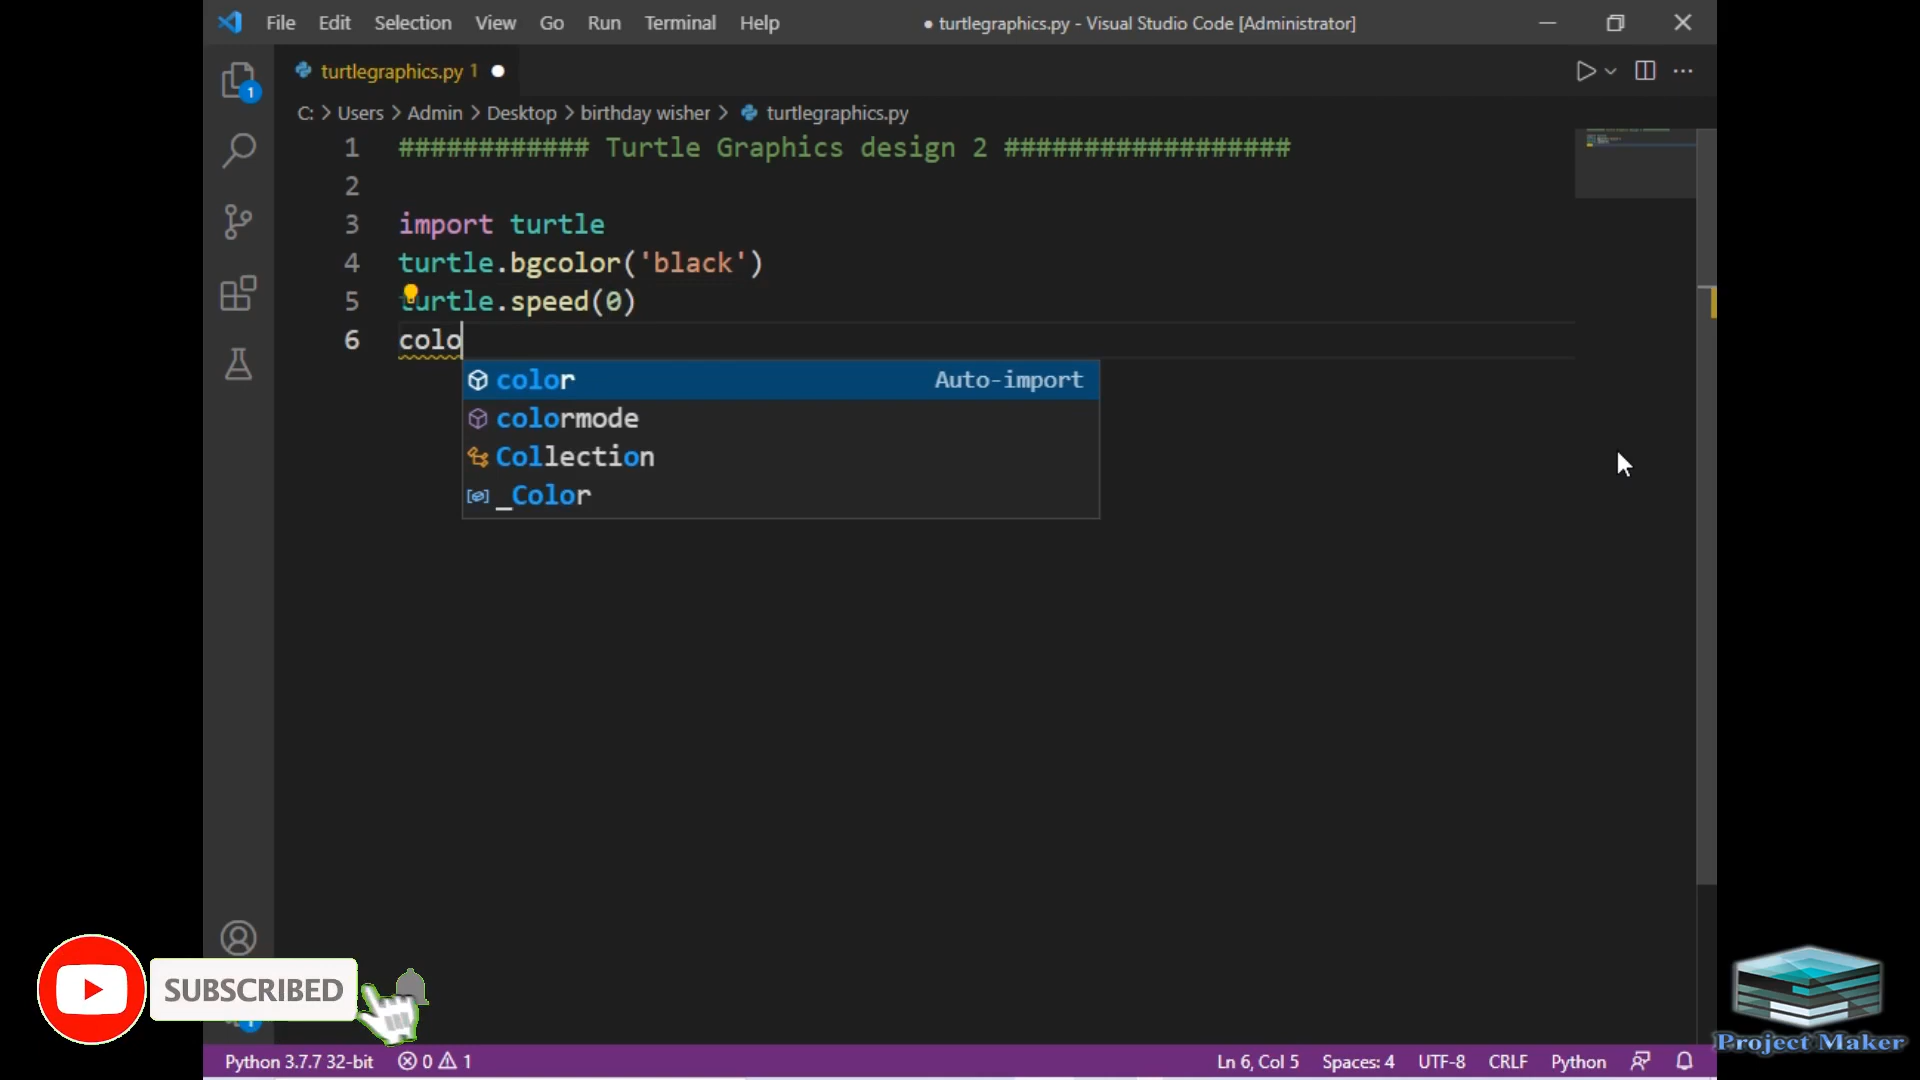 File Edit Selection View Go Run Terminal Help ● turtlegraphics.py - Visual Studio Code [Administrator]
turtlegraphics.py 1
C: > Users > Admin > Desktop > birthday wisher > turtlegraphics.py
1 ############ Turtle Graphics design 2 ##################
2
3 import turtle
4 turtle.bgcolor('black')
5 turtle.speed(0)
6 colo
color Auto-import
colormode
Collection
_Color
1
SUBSCRIBED
Project Maker
Python 3.7.7 32-bit 0 1 Ln 6, Col 5 Spaces: 4 UTF-8 CRLF Python